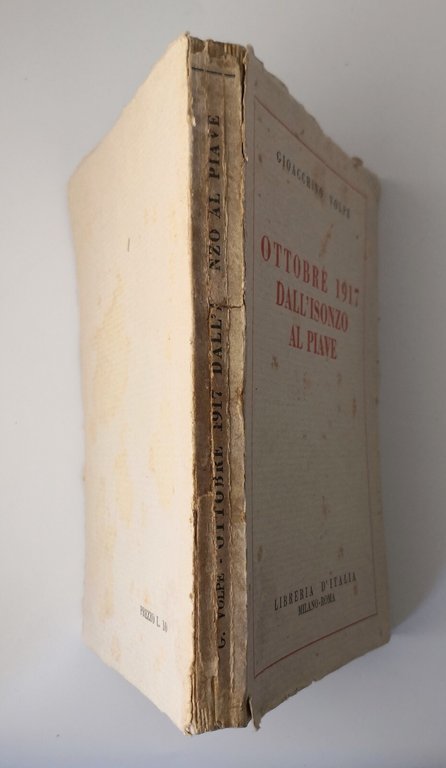 GIOACCHINO VOLPE
OTTOBRE 1917
DALL'ISONZO
AL PIAVE
LIBRERIA D'ITALIA
MILANO-ROMA
G. VOLPE - OTTOBRE 1917 DALL'I NZO AL PIAVE
PREZZO L. 10